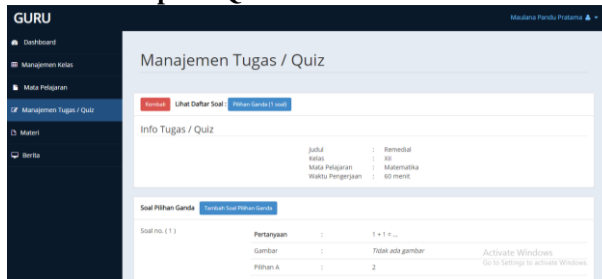 GURU
Maulana Pandu Pratama
Dashboard
Manajemen Kelas
Mata Pelajaran
Manajemen Tugas / Quiz
Materi
Berita
Manajemen Tugas / Quiz
Kembali Lihat Daftar Soal : Pilihan Ganda (1 soal)
Info Tugas / Quiz
Judul : Remedial
Kelas : XII
Mata Pelajaran : Matematika
Waktu Pengerjaan : 60 menit
Soal Pilihan Ganda Tambah Soal Pilihan Ganda
Soal no. ( 1 )
Pertanyaan : 1 + 1 = ...
Gambar : Tidak ada gambar
Pilihan A : 2
Activate Windows
Go to Settings to activate Windows.